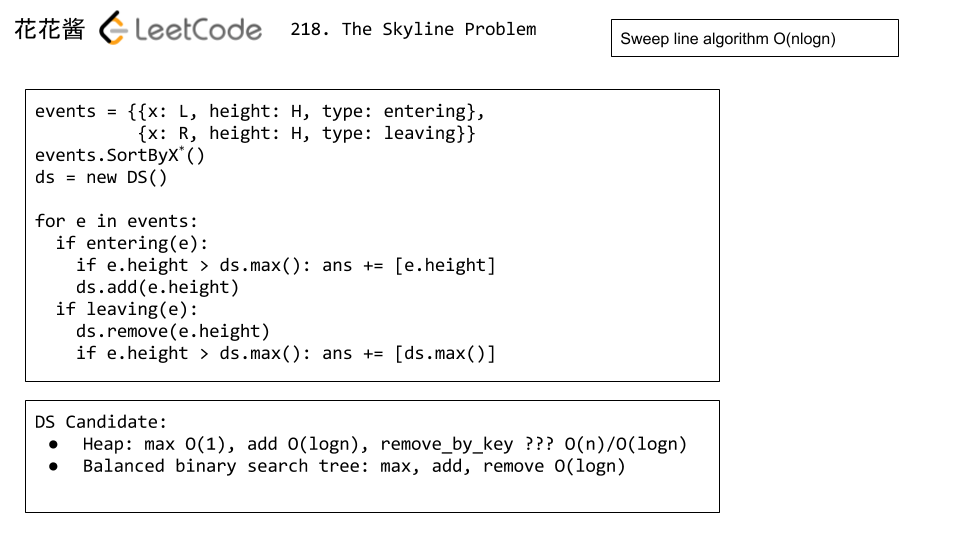 花花酱 LeetCode 218. The Skyline Problem
Sweep line algorithm O(nlogn)
events = {{x: L, height: H, type: entering},
{x: R, height: H, type: leaving}}
events.SortByX*()
ds = new DS()
for e in events:
if entering(e):
if e.height > ds.max(): ans += [e.height]
ds.add(e.height)
if leaving(e):
ds.remove(e.height)
if e.height > ds.max(): ans += [ds.max()]
DS Candidate:
● Heap: max O(1), add O(logn), remove_by_key ??? O(n)/O(logn)
● Balanced binary search tree: max, add, remove O(logn)